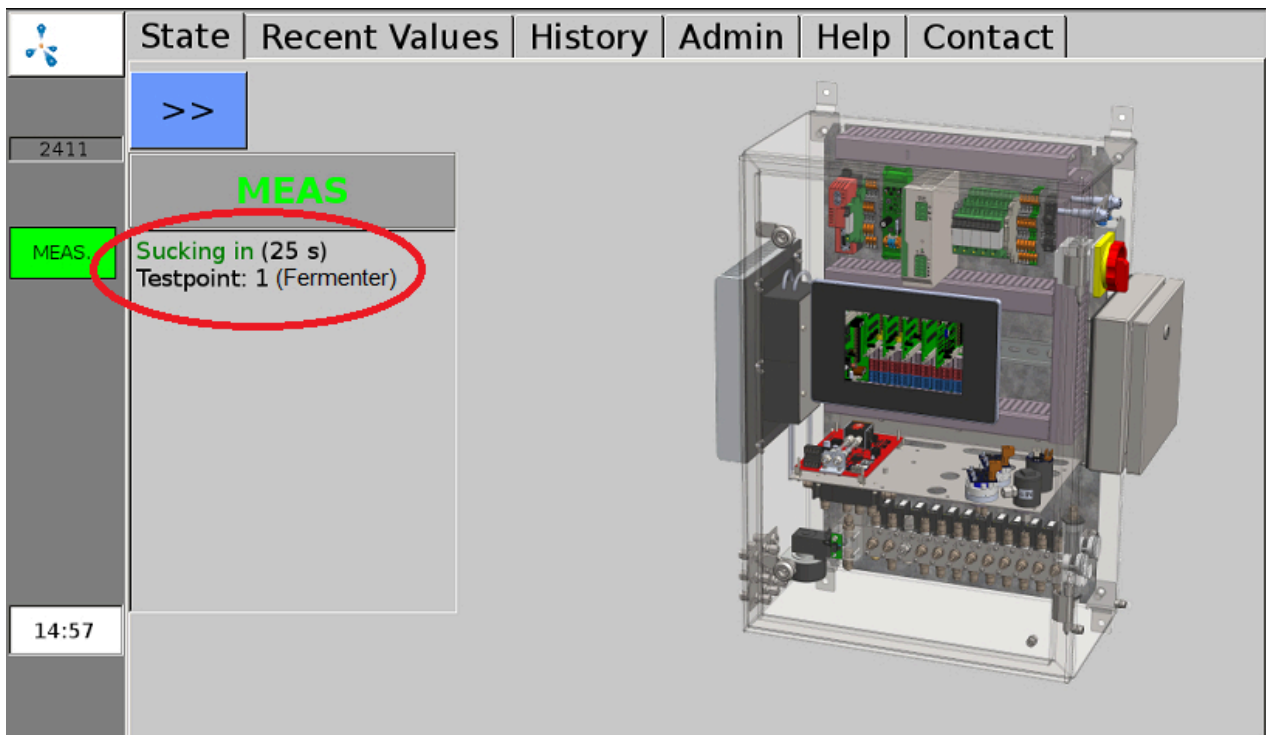 State Recent Values History Admin Help Contact
>>
2411
MEAS
MEAS.
Sucking in (25 s)
Testpoint: 1 (Fermenter)
14:57